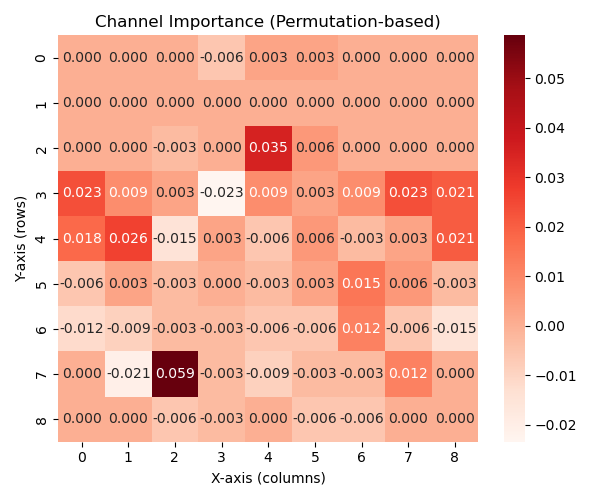 Channel Importance (Permutation-based)
0 0.000 0.000 0.000 -0.006 0.003 0.003 0.000 0.000 0.000
1 0.000 0.000 0.000 0.000 0.000 0.000 0.000 0.000 0.000
2 0.000 0.000 -0.003 0.000 0.035 0.006 0.000 0.000 0.000
3 0.023 0.009 0.003 -0.023 0.009 0.003 0.009 0.023 0.021
4 0.018 0.026 -0.015 0.003 -0.006 0.006 -0.003 0.003 0.021
5 -0.006 0.003 -0.003 0.000 -0.003 0.003 0.015 0.006 -0.003
6 -0.012 -0.009 -0.003 -0.003 -0.006 -0.006 0.012 -0.006 -0.015
7 0.000 -0.021 0.059 -0.003 -0.009 -0.003 -0.003 0.012 0.000
8 0.000 0.000 -0.006 -0.003 0.000 -0.006 -0.006 0.000 0.000
0 1 2 3 4 5 6 7 8
X-axis (columns)
Y-axis (rows)
0.05
0.04
0.03
0.02
0.01
0.00
−0.01
−0.02